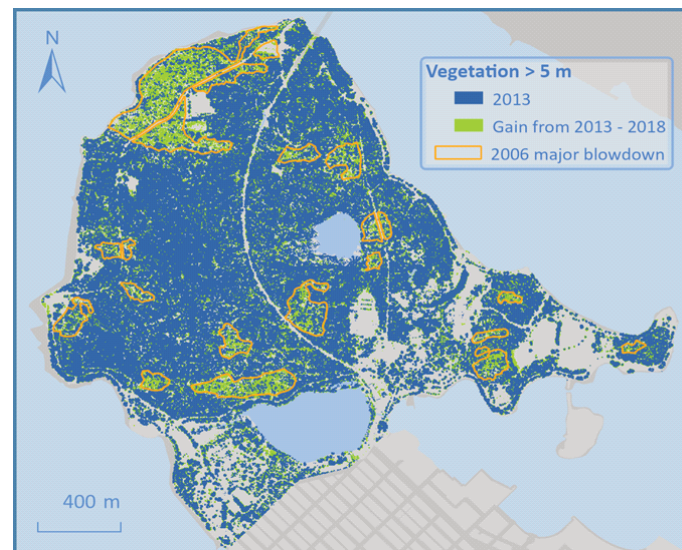 N
Vegetation > 5 m
2013
Gain from 2013 - 2018
2006 major blowdown
400 m